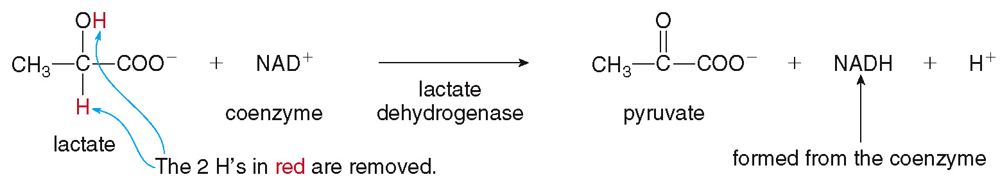 OH O
CH₃—C—COO⁻ + NAD⁺ CH₃—C—COO⁻ + NADH + H⁺
H
lactate
dehydrogenase
coenzyme
pyruvate
lactate
The 2 H's in red are removed.
formed from the coenzyme